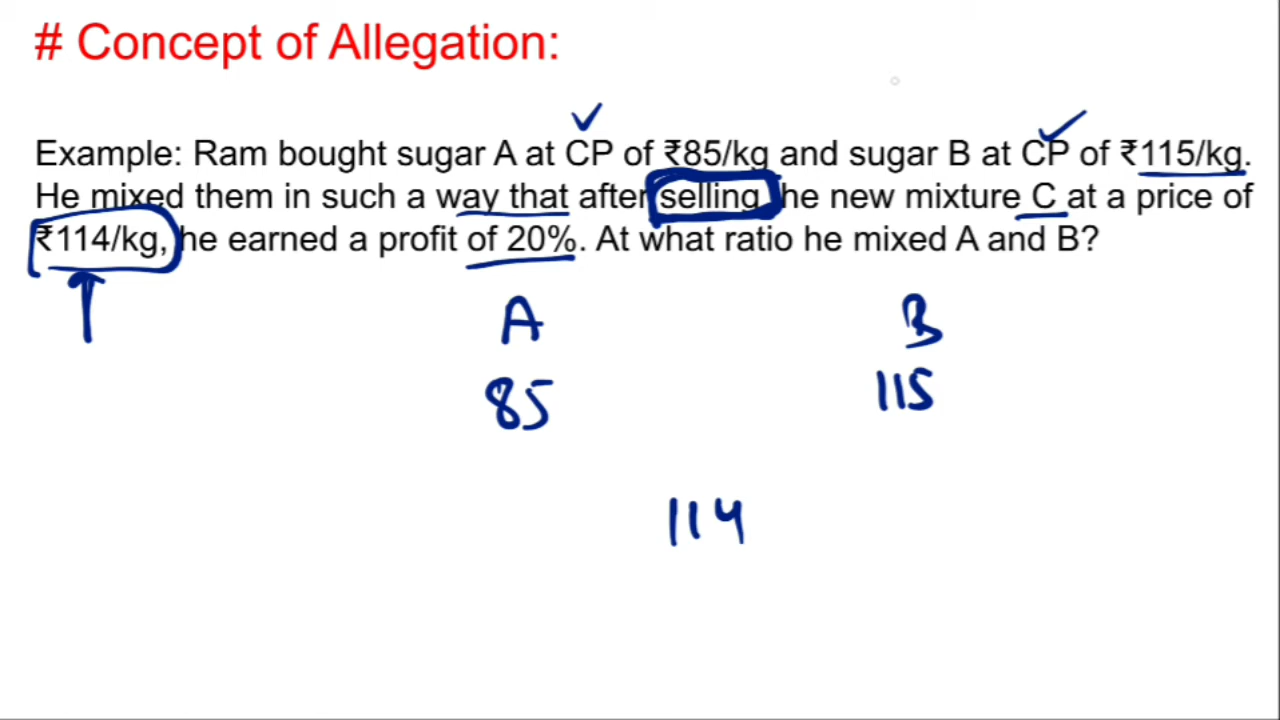 # Concept of Allegation:
Example: Ram bought sugar A at CP of ₹85/kg and sugar B at CP of ₹115/kg.
He mixed them in such a way that after selling he new mixture C at a price of
₹114/kg, he earned a profit of 20%. At what ratio he mixed A and B?
A B
85 115
114